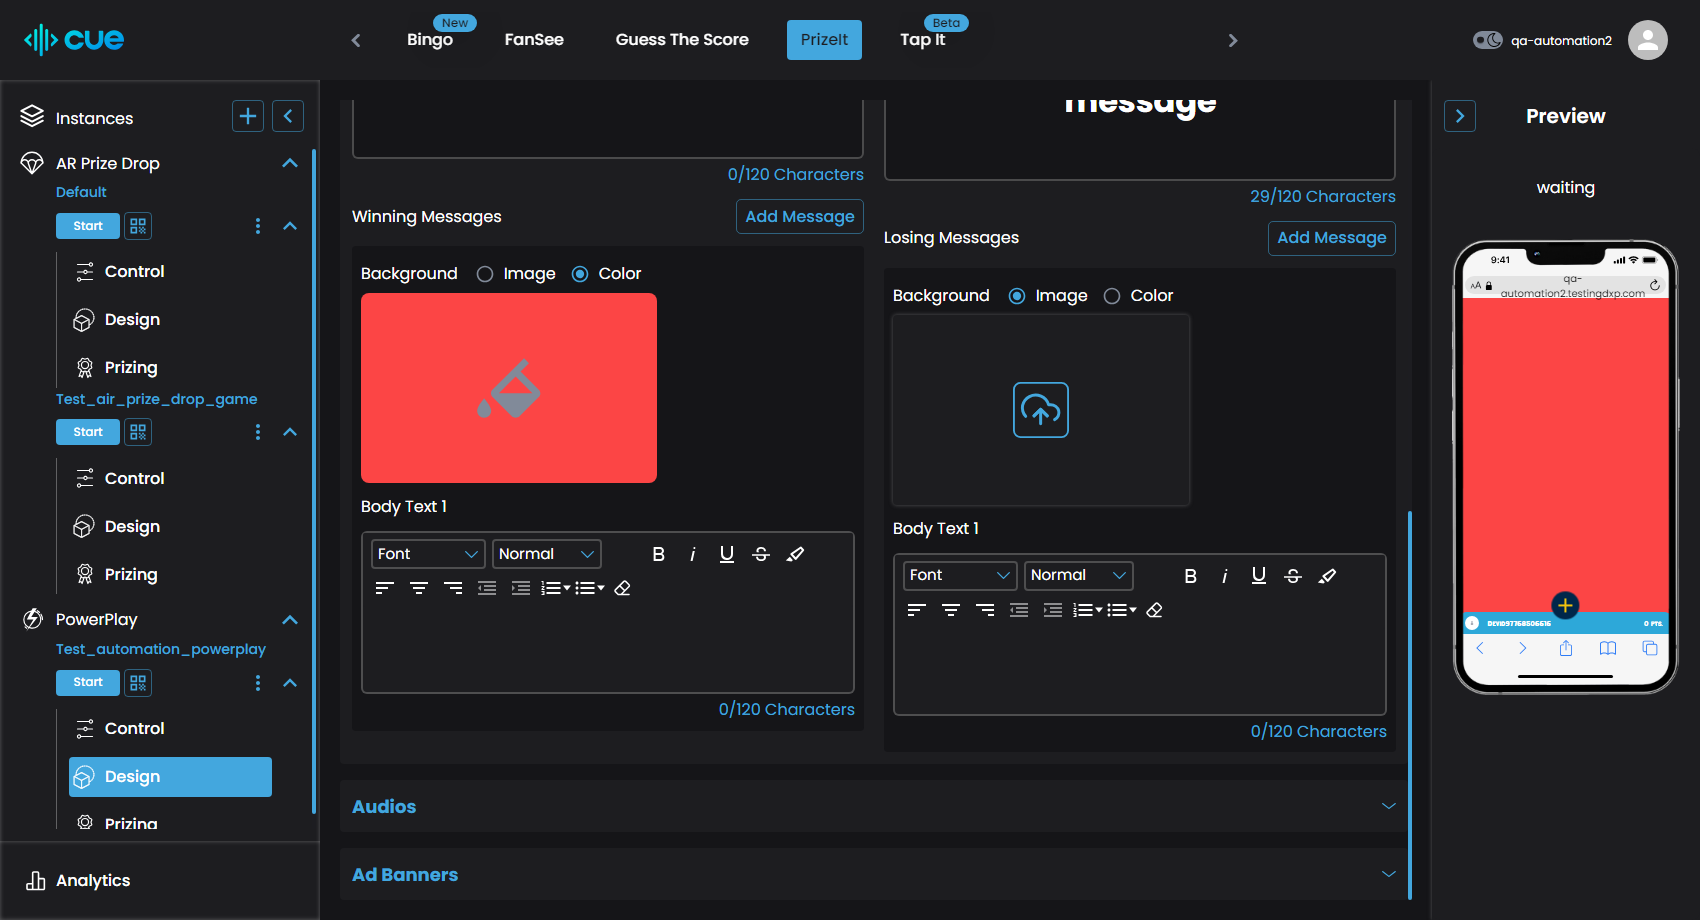 cue
Bingo
New
FanSee
Guess The Score
PrizeIt
Tap It
Beta
qa-automation2
Instances
AR Prize Drop
Default
Start
Control
Design
Prizing
Test_air_prize_drop_game
Start
Control
Design
Prizing
PowerPlay
Test_automation_powerplay
Start
Control
Design
Prizing
Analytics
0/120 Characters
Winning Messages
Add Message
Background
Image
Color
Body Text 1
Font
Normal
0/120 Characters
message
29/120 Characters
Losing Messages
Add Message
Background
Image
Color
Body Text 1
Font
Normal
0/120 Characters
Audios
Ad Banners
Preview
waiting
9:41
AA
qa-
automation2.testingdxp.com
0 PTS.